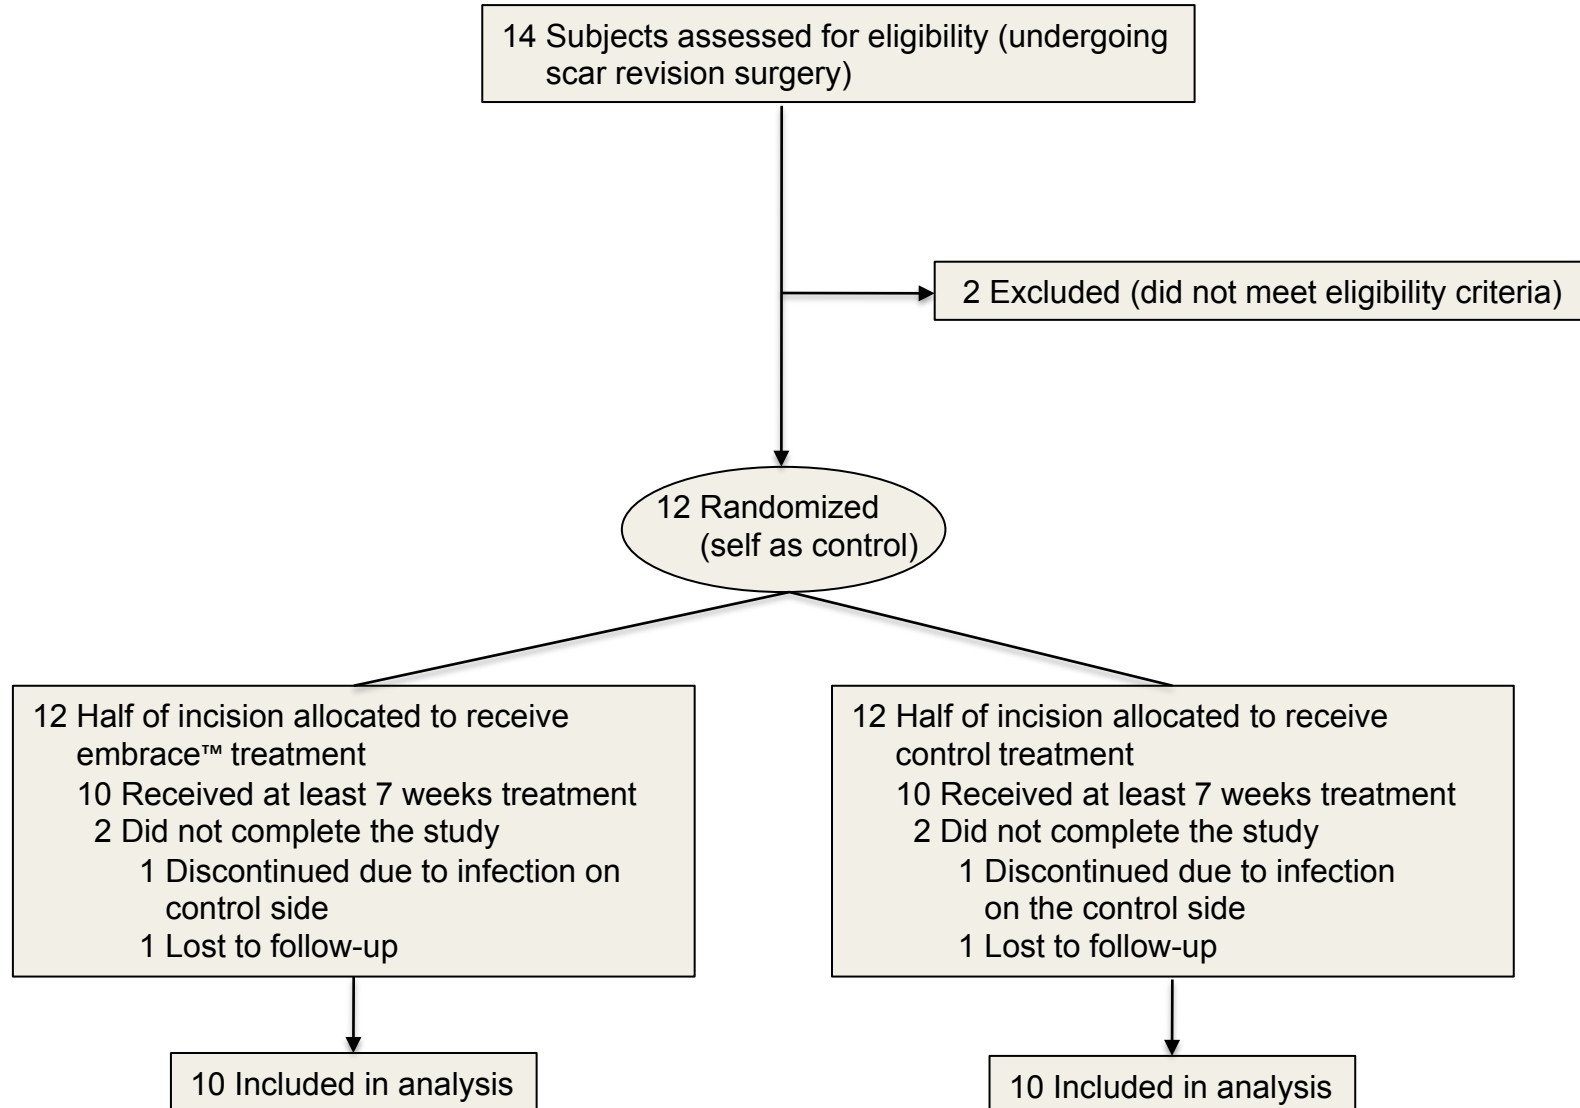 14 Subjects assessed for eligibility (undergoing
scar revision surgery)
2 Excluded (did not meet eligibility criteria)
12 Randomized
(self as control)
12 Half of incision allocated to receive
embrace™ treatment
10 Received at least 7 weeks treatment
2 Did not complete the study
1 Discontinued due to infection on
control side
1 Lost to follow-up
12 Half of incision allocated to receive
control treatment
10 Received at least 7 weeks treatment
2 Did not complete the study
1 Discontinued due to infection
on the control side
1 Lost to follow-up
10 Included in analysis
10 Included in analysis